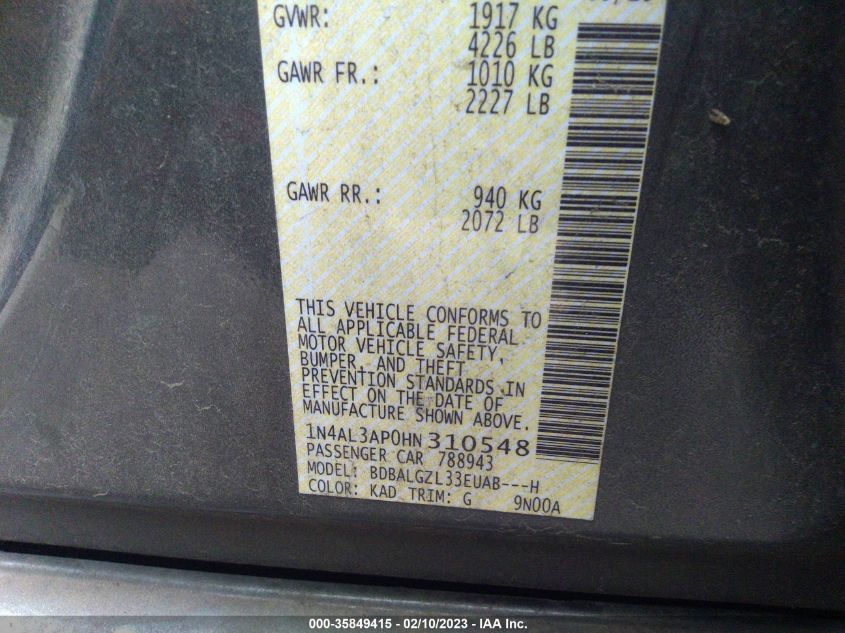 GVWR: 1917 KG
4226 LB
GAWR FR.: 1010 KG
2227 LB
GAWR RR.: 940 KG
2072 LB
THIS VEHICLE CONFORMS TO
ALL APPLICABLE FEDERAL
MOTOR VEHICLE SAFETY,
BUMPER, AND THEFT
PREVENTION STANDARDS IN
EFFECT ON THE DATE OF
MANUFACTURE SHOWN ABOVE.
1N4AL3AP0HN310548
PASSENGER CAR 788943
MODEL: BDBALGZL33EUAB---H
COLOR: KAD TRIM: G 9N00A
000-35849415 - 02/10/2023 - IAA Inc.